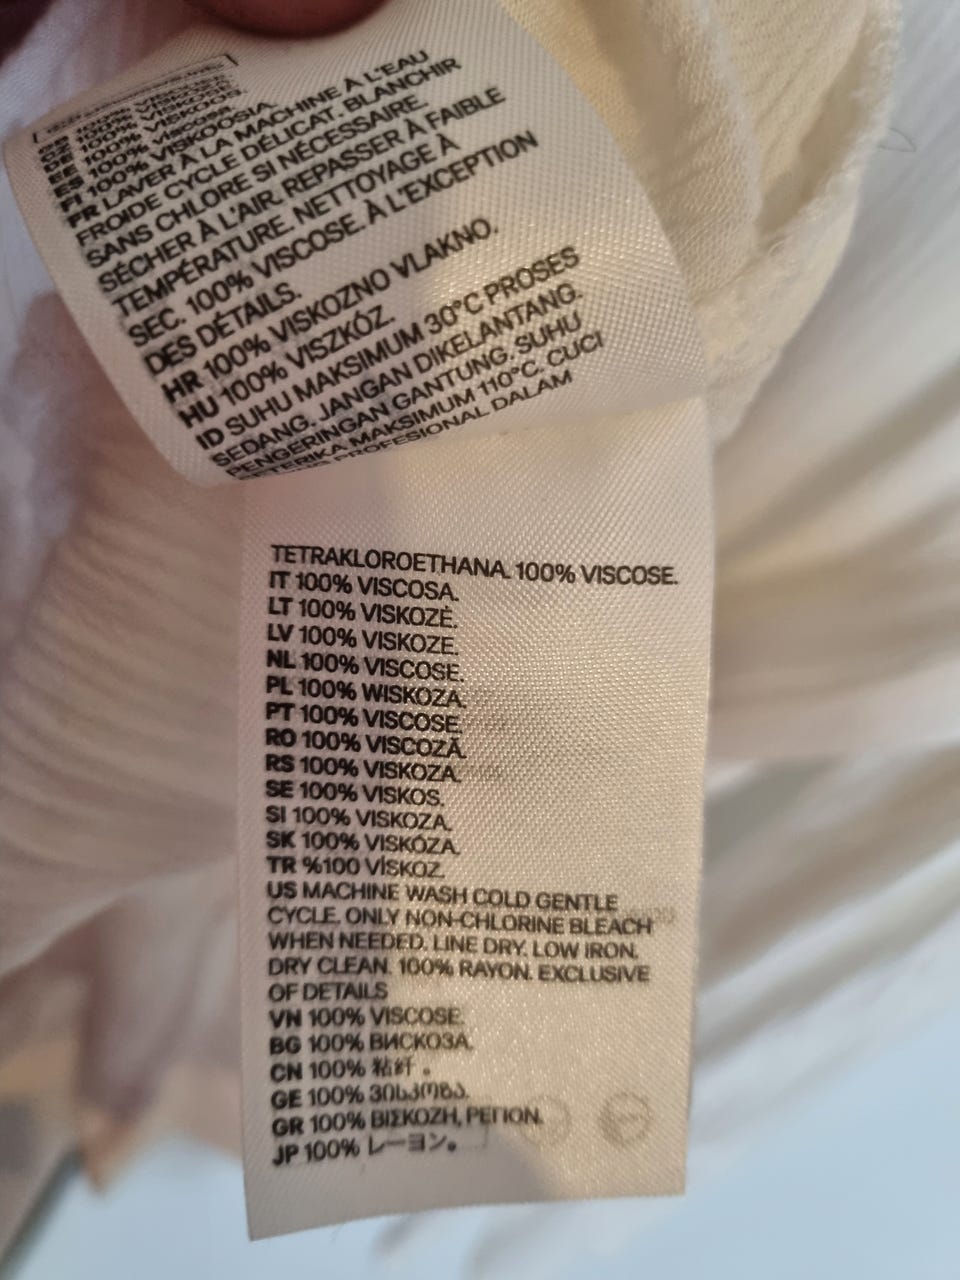 100% VISKOOS.
ES 100% Viscosa.
FI 100% VISKOOSIA.
FR LAVER À LA MACHINE À L'EAU
FROIDE CYCLE DÉLICAT. BLANCHIR
SANS CHLORE SI NÉCESSAIRE.
SÉCHER À L'AIR. REPASSER À FAIBLE
TEMPÉRATURE. NETTOYAGE À
SEC. 100% VISCOSE. À L'EXCEPTION
DES DÉTAILS.
HR 100% VISKOZNO VLAKNO.
HU 100% VISZKÓZ.
ID SUHU MAKSIMUM 30°C PROSES
SEDANG. JANGAN DIKELANTANG.
PENGERINGAN GANTUNG. SUHU
SETERIKA MAKSIMUM 110°C. CUCI
PROFESIONAL DALAM
TETRAKLOROETHANA. 100% VISCOSE.
IT 100% VISCOSA.
LT 100% VISKOZĖ.
LV 100% VISKOZE.
NL 100% VISCOSE.
PL 100% WISKOZA.
PT 100% VISCOSE.
RO 100% VISCOZĂ.
RS 100% VISKOZA.
SE 100% VISKOS.
SI 100% VISKOZA.
SK 100% VISKÓZA.
TR %100 VİSKOZ.
US MACHINE WASH COLD GENTLE
CYCLE. ONLY NON-CHLORINE BLEACH
WHEN NEEDED. LINE DRY. LOW IRON.
DRY CLEAN. 100% RAYON. EXCLUSIVE
OF DETAILS
VN 100% VISCOSE.
BG 100% ВИСКОЗА.
CN 100% 粘纤。
GE 100% ვისკოზა.
GR 100% ΒΙΣΚΟΖΗ, ΡΕΓΙΟΝ.
JP 100% レーヨン。